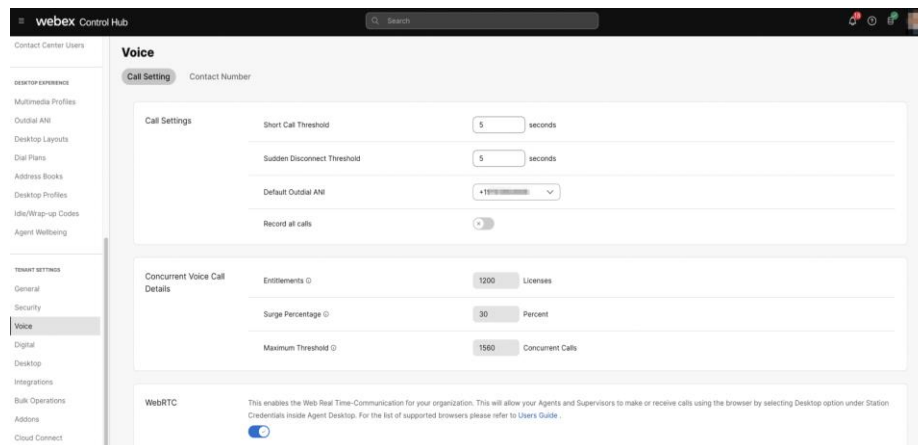 webex Control Hub
Search
Contact Center Users
DESKTOP EXPERIENCE
Multimedia Profiles
Outdial ANI
Desktop Layouts
Dial Plans
Address Books
Desktop Profiles
Idle/Wrap-up Codes
Agent Wellbeing
TENANT SETTINGS
General
Security
Voice
Digital
Desktop
Integrations
Bulk Operations
Addons
Cloud Connect
Voice
Call Setting Contact Number
Call Settings
Short Call Threshold 5 seconds
Sudden Disconnect Threshold 5 seconds
Default Outdial ANI
Record all calls
Concurrent Voice Call
Details
Entitlements 1200 Licenses
Surge Percentage 30 Percent
Maximum Threshold 1560 Concurrent Calls
WebRTC
This enables the Web Real Time-Communication for your organization. This will allow your Agents and Supervisors to make or receive calls using the browser by selecting Desktop option under Station
Credentials inside Agent Desktop. For the list of supported browsers please refer to Users Guide .